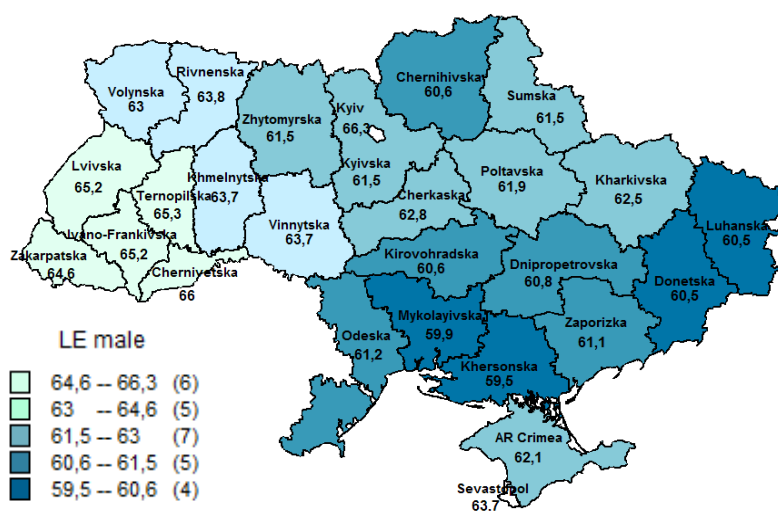 Volynska
63
Rivnenska
63,8
Zhytomyrska
61,5
Kyiv
66,3
Kyivska
61,5
Chernihivska
60,6
Sumska
61,5
Lvivska
65,2
Ternopilska
65,3
Khmelnytska
63,7
Vinnytska
63,7
Cherkaska
62,8
Poltavska
61,9
Kharkivska
62,5
Luhanska
60,5
Zakarpatska
64,6
Ivano-Frankivska
65,2
Chernivetska
66
Kirovohradska
60,6
Dnipropetrovska
60,8
Donetska
60,5
Odeska
61,2
Mykolayivska
59,9
Khersonska
59,5
Zaporizka
61,1
AR Crimea
62,1
Sevastopol
63.7
LE male
64,6 -- 66,3 (6)
63 -- 64,6 (5)
61,5 -- 63 (7)
60,6 -- 61,5 (5)
59,5 -- 60,6 (4)